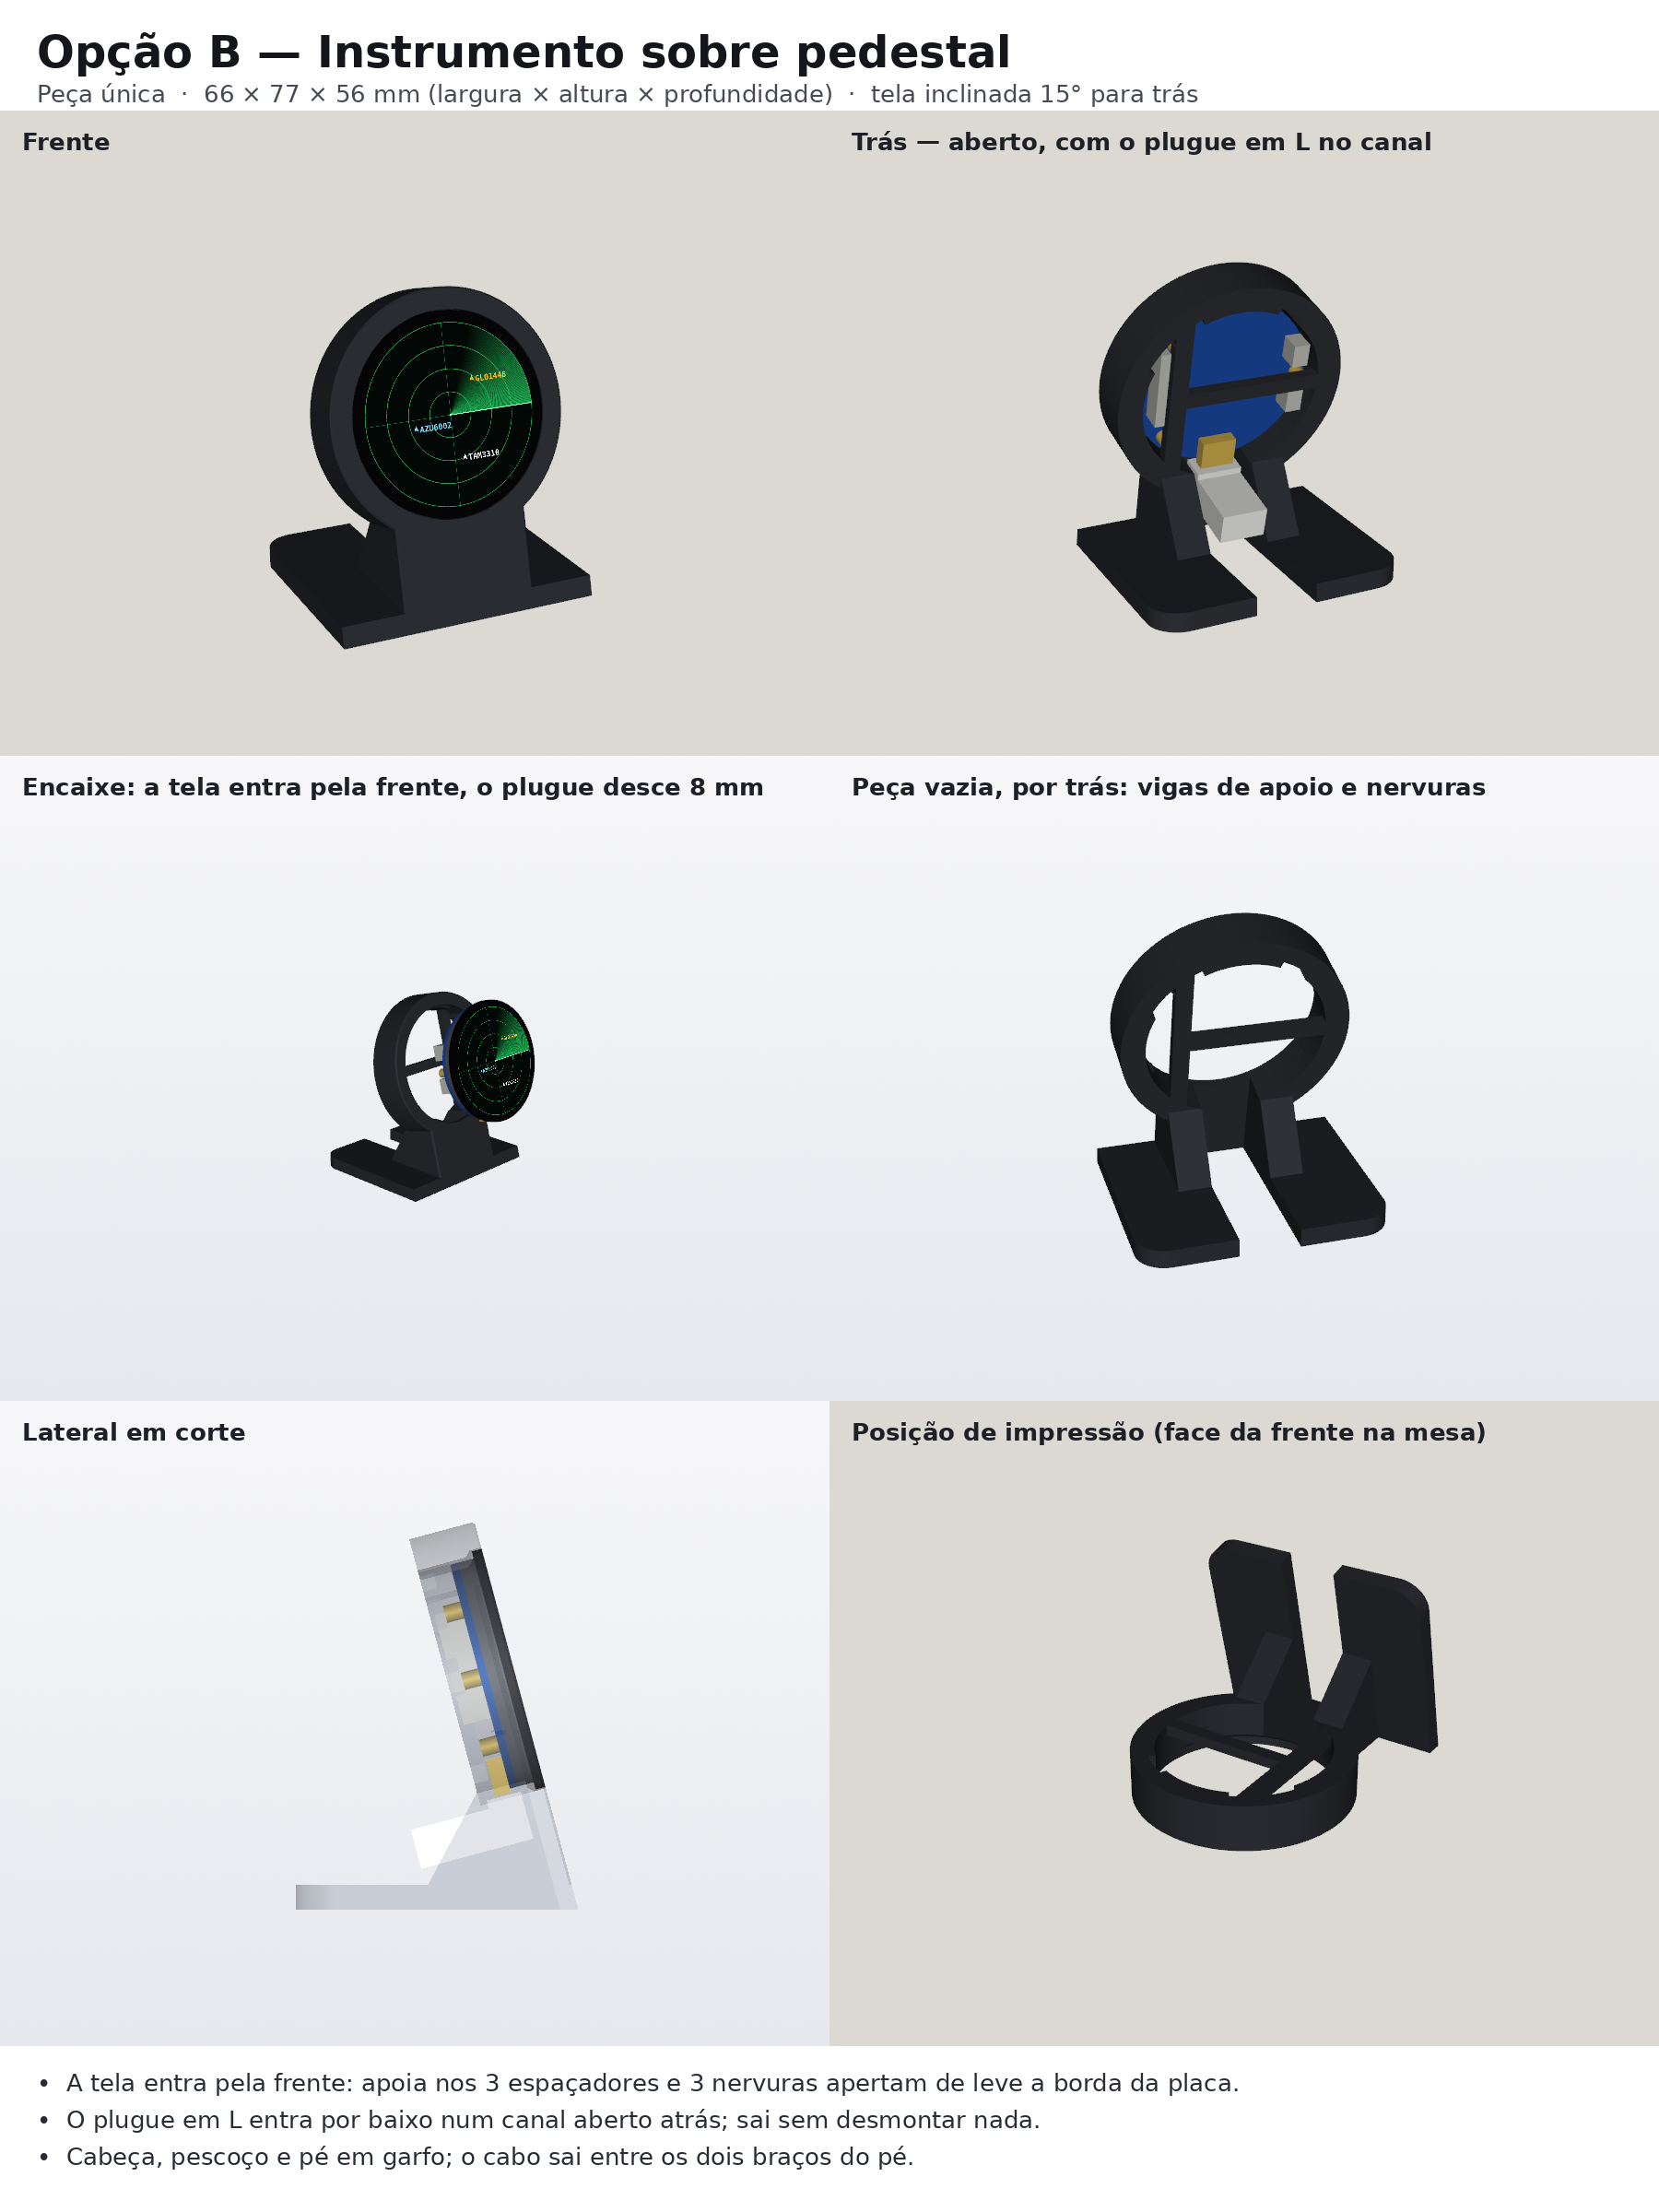 Opção B — Instrumento sobre pedestal
Peça única · 66 × 77 × 56 mm (largura × altura × profundidade) · tela inclinada 15° para trás
Frente
Trás — aberto, com o plugue em L no canal
GLO1446
AZU6002
TAM3310
Encaixe: a tela entra pela frente, o plugue desce 8 mm
Peça vazia, por trás: vigas de apoio e nervuras
Lateral em corte
Posição de impressão (face da frente na mesa)
• A tela entra pela frente: apoia nos 3 espaçadores e 3 nervuras apertam de leve a borda da placa.
• O plugue em L entra por baixo num canal aberto atrás; sai sem desmontar nada.
• Cabeça, pescoço e pé em garfo; o cabo sai entre os dois braços do pé.